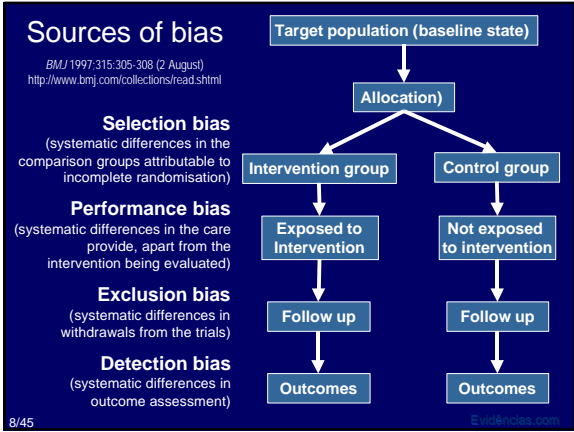 Sources of bias
BMJ 1997;315:305-308 (2 August)
http://www.bmj.com/collections/read.shtml
Target population (baseline state)
Allocation)
Selection bias
(systematic differences in the
comparison groups attributable to
incomplete randomisation)
Intervention group
Control group
Performance bias
(systematic differences in the care
provide, apart from the
intervention being evaluated)
Exposed to
Intervention
Not exposed
to intervention
Exclusion bias
(systematic differences in
withdrawals from the trials)
Follow up
Follow up
Detection bias
(systematic differences in
outcome assessment)
Outcomes
Outcomes
8/45
Evidências.com